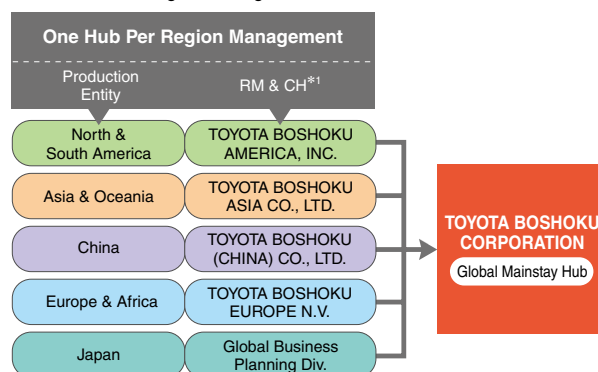 One Hub Per Region Management
Production
Entity
RM & CH*1
North &
South America
TOYOTA BOSHOKU
AMERICA, INC.
Asia & Oceania
TOYOTA BOSHOKU
ASIA CO., LTD.
China
TOYOTA BOSHOKU
(CHINA) CO., LTD.
Europe & Africa
TOYOTA BOSHOKU
EUROPE N.V.
Japan
Global Business
Planning Div.
TOYOTA BOSHOKU
CORPORATION
Global Mainstay Hub